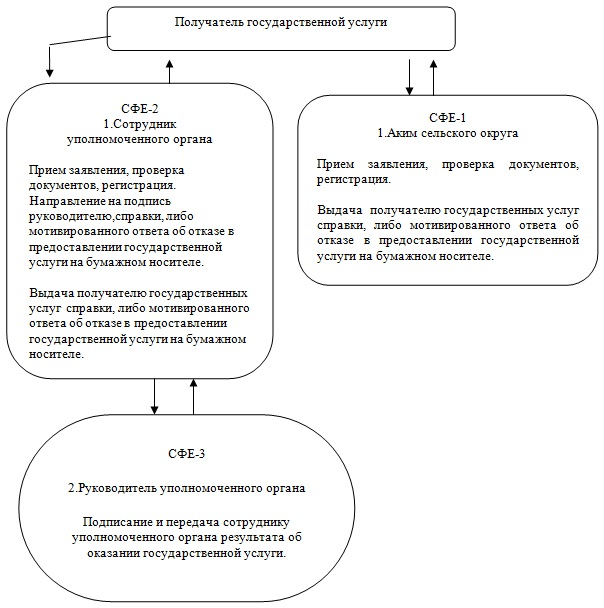 Получатель государственной услуги
СФЕ-2
1.Сотрудник
уполномоченного органа
Прием заявления, проверка
документов, регистрация.
Направление на подпись
руководителю,справки, либо
мотивированного ответа об отказе в
предоставлении государственной
услуги на бумажном носителе.
Выдача получателю государственных
услуг справки, либо мотивированного
ответа об отказе в предоставлении
государственной услуги на бумажном
носителе.
СФЕ-1
1.Аким сельского округа
Прием заявления, проверка документов,
регистрация.
Выдача получателю государственных услуг
справки, либо мотивированного ответа об
отказе в предоставлении государственной
услуги на бумажном носителе.
СФЕ-3
2.Руководитель уполномоченного органа
Подписание и передача сотруднику
уполномоченного органа результата об
оказании государственной услуги.